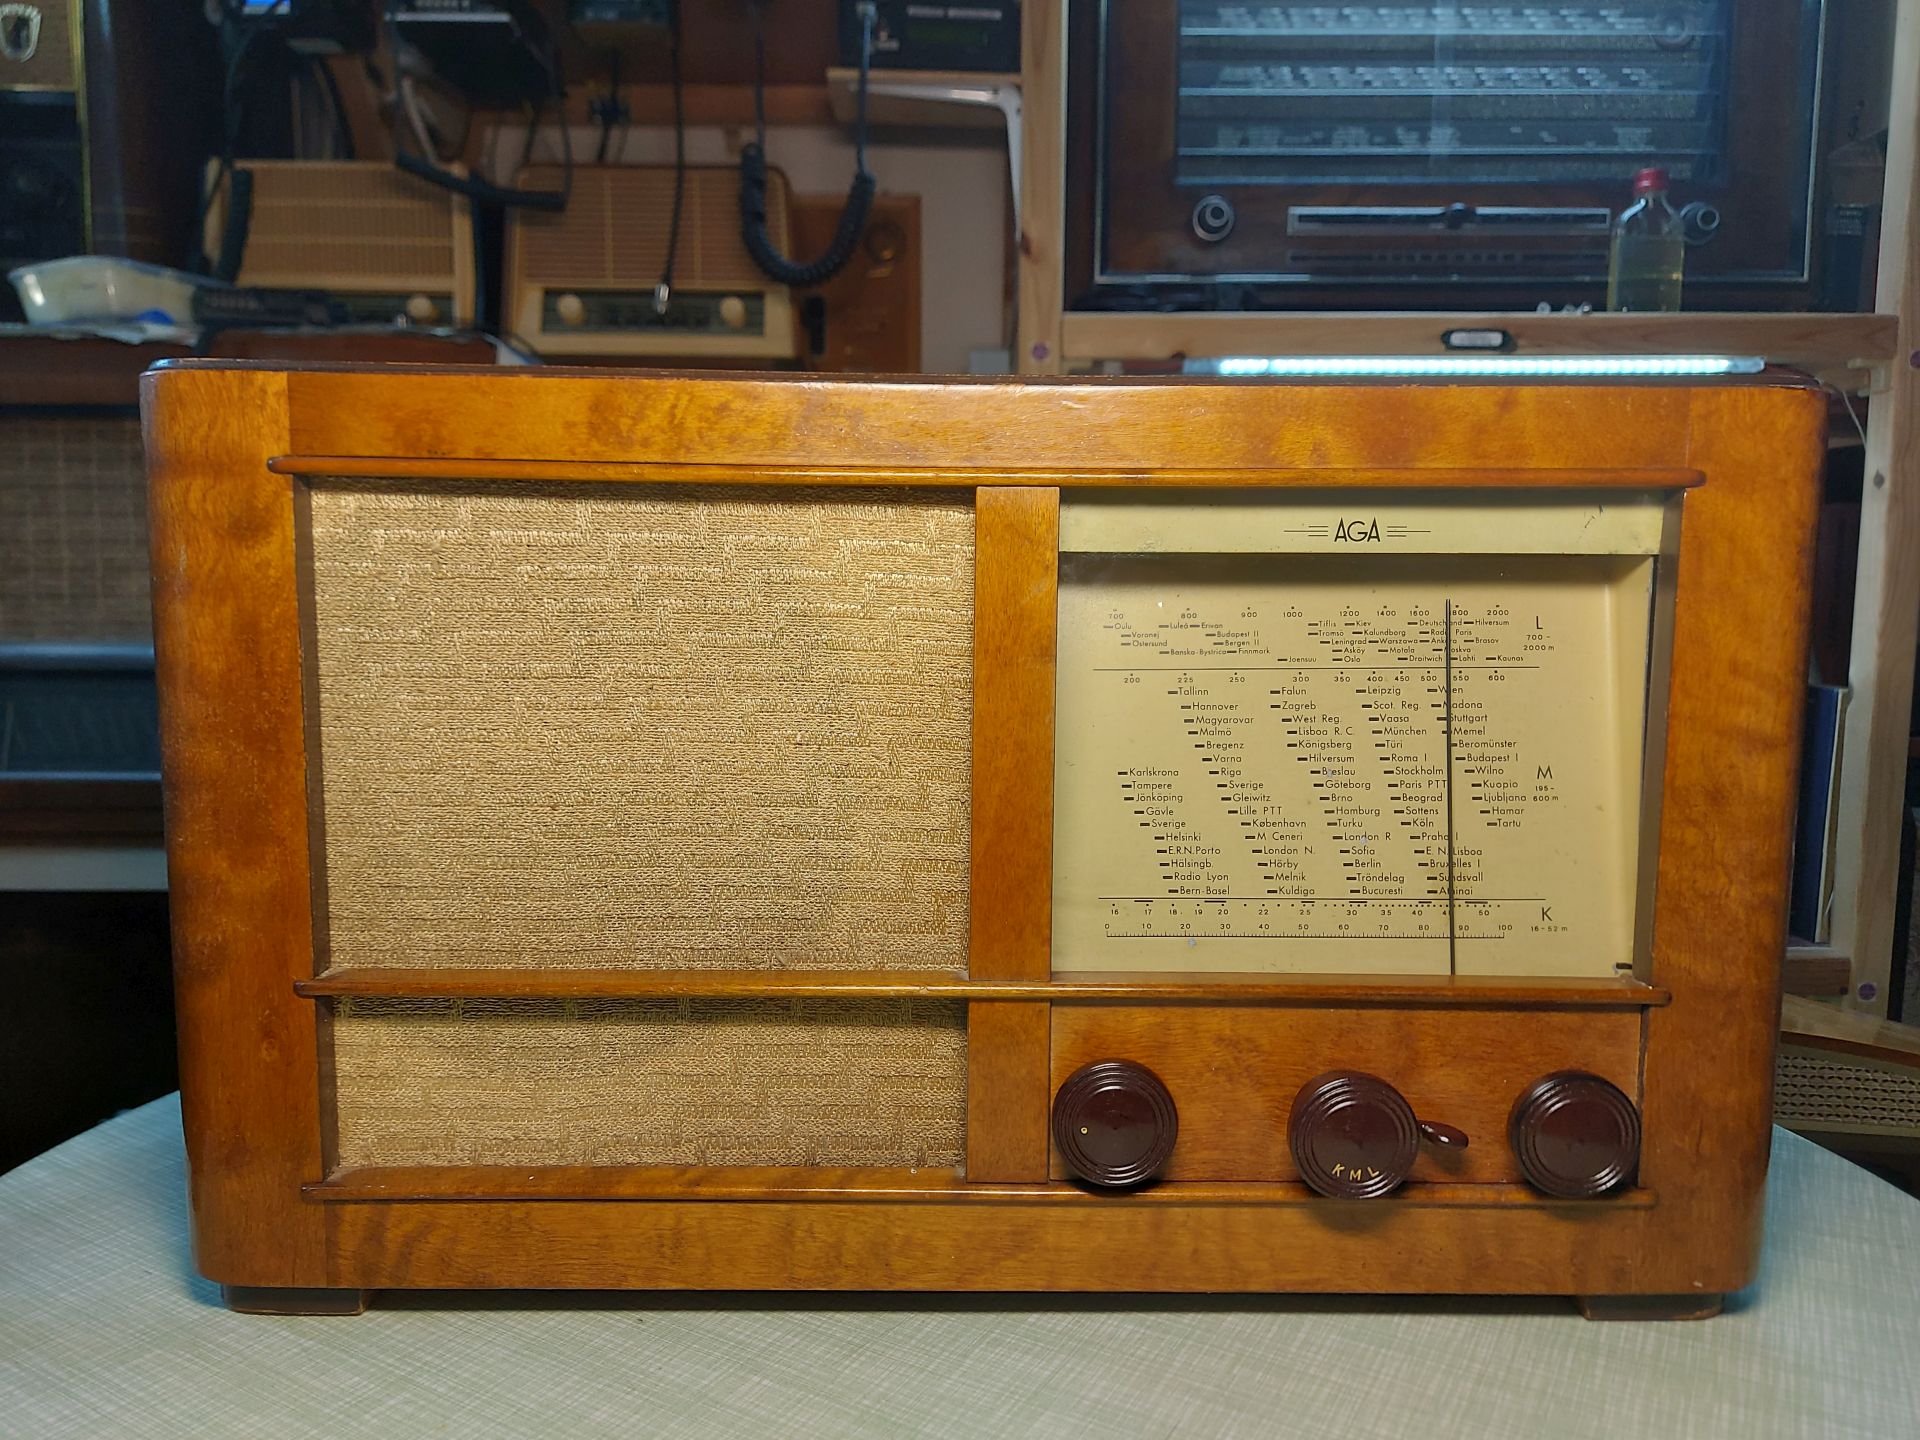 AGA
700 800 900 1000 1200 1400 1600 1800 2000
Oulu Luleå Erivan Tiflis Kiev Deutschland Hilversum L
Voronej Budapest II Tromsö Kalundborg Radio Paris 700 -
Östersund Bergen II Leningrad Warszawa Ankara Brasov 2000 m
Banska-Bystrica Finnmark Asköy Motala Moskva
Joensuu Oslo Droitwich Lahti Kaunas
200 225 250 300 350 400 450 500 550 600
Tallinn Falun Leipzig Wien
Hannover Zagreb Scot. Reg. Madona
Magyarovar West Reg. Vaasa Stuttgart
Malmö Lisboa R. C. München Memel
Bregenz Königsberg Türi Beromünster
Varna Hilversum Roma I Budapest I
Karlskrona Riga Breslau Stockholm Wilno M
Tampere Sverige Göteborg Paris PTT Kuopio 195 -
Jönköping Gleiwitz Brno Beograd Ljubljana 600 m
Gävle Lille PTT Hamburg Sottens Hamar
Sverige København Turku Köln Tartu
Helsinki M Ceneri London R Praha I
E.R.N.Porto London N. Sofia E. N. Lisboa
Hälsingb. Hörby Berlin Bruxelles I
Radio Lyon Melnik Tröndelag Sundsvall
Bern-Basel Kuldiga Bucuresti Athinai
16 17 18 19 20 22 24 26 30 35 40 50 K
0 10 20 30 40 50 60 70 80 90 100 16 - 52 m
K M L